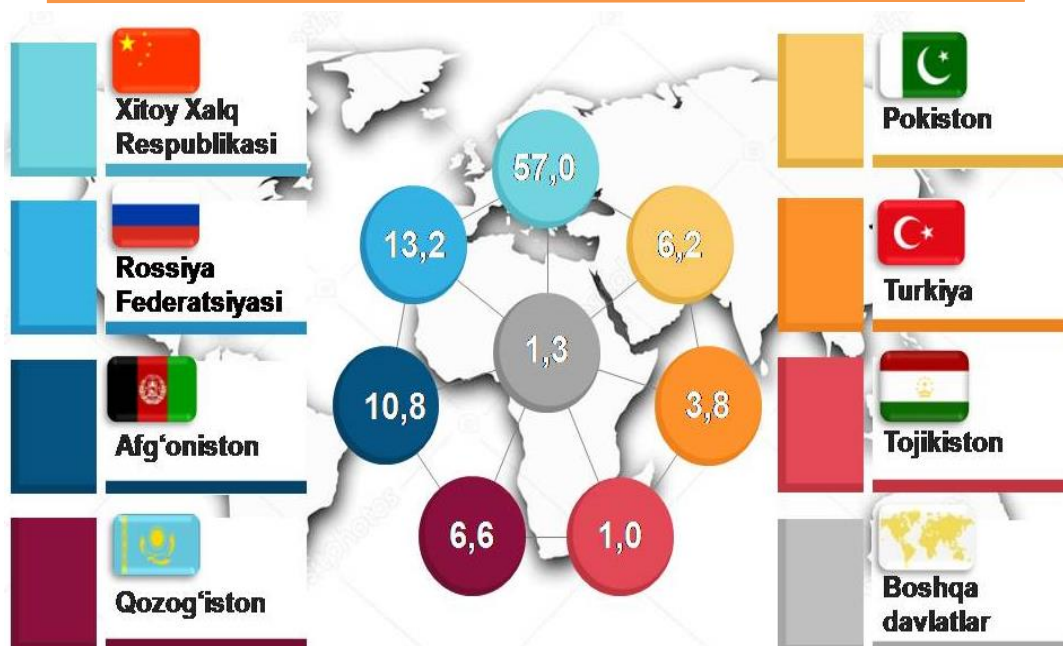 Xitoy Xalq
Respublikasi
Rossiya
Federatsiyasi
Afg‘oniston
Qozog‘iston
57,0
13,2
6,2
1,3
10,8
3,8
6,6
1,0
Pokiston
Turkiya
Tojikiston
Boshqa
davlatlar